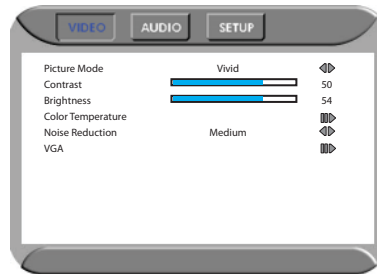 VIDEO AUDIO SETUP
Picture Mode Vivid
Contrast 50
Brightness 54
Color Temperature
Noise Reduction Medium
VGA